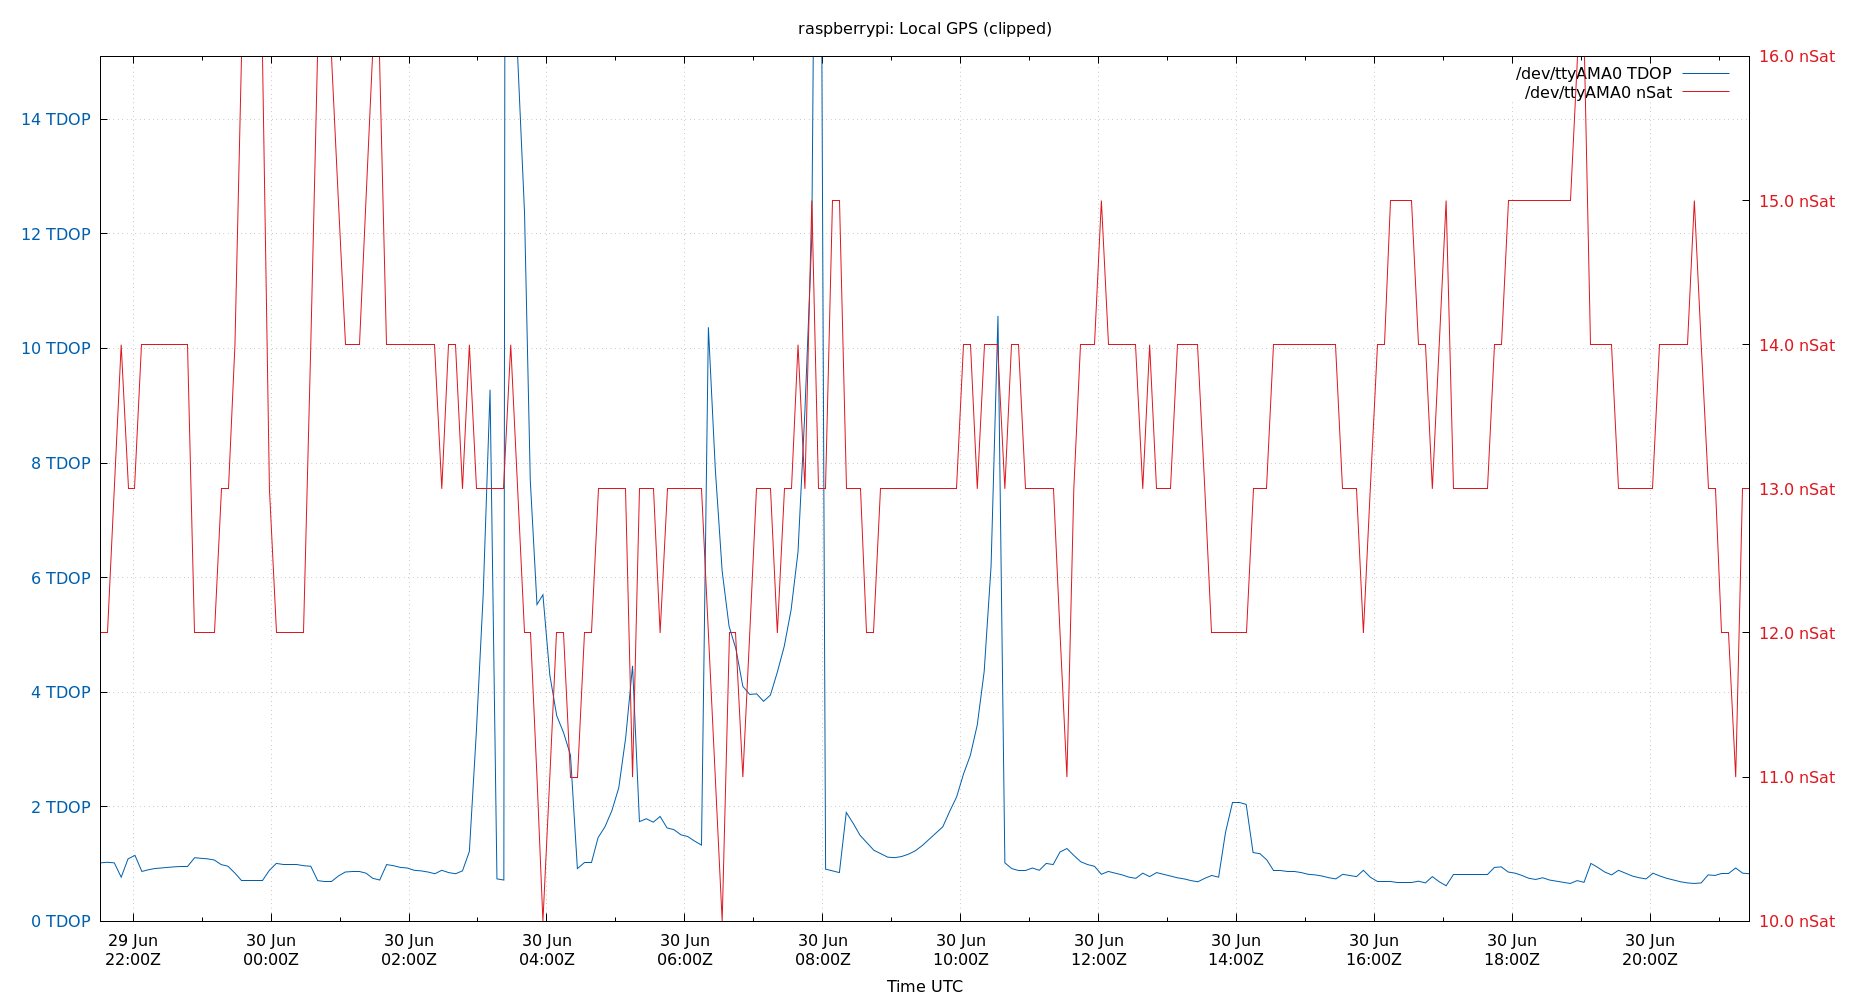 raspberrypi: Local GPS (clipped)
16.0 nSat
/dev/ttyAMA0 TDOP
/dev/ttyAMA0 nSat
14 TDOP
15.0 nSat
12 TDOP
10 TDOP
14.0 nSat
8 TDOP
13.0 nSat
6 TDOP
12.0 nSat
4 TDOP
11.0 nSat
2 TDOP
0 TDOP
10.0 nSat
29 Jun 30 Jun 30 Jun 30 Jun 30 Jun 30 Jun 30 Jun 30 Jun 30 Jun 30 Jun 30 Jun 30 Jun
22:00Z 00:00Z 02:00Z 04:00Z 06:00Z 08:00Z 10:00Z 12:00Z 14:00Z 16:00Z 18:00Z 20:00Z
Time UTC